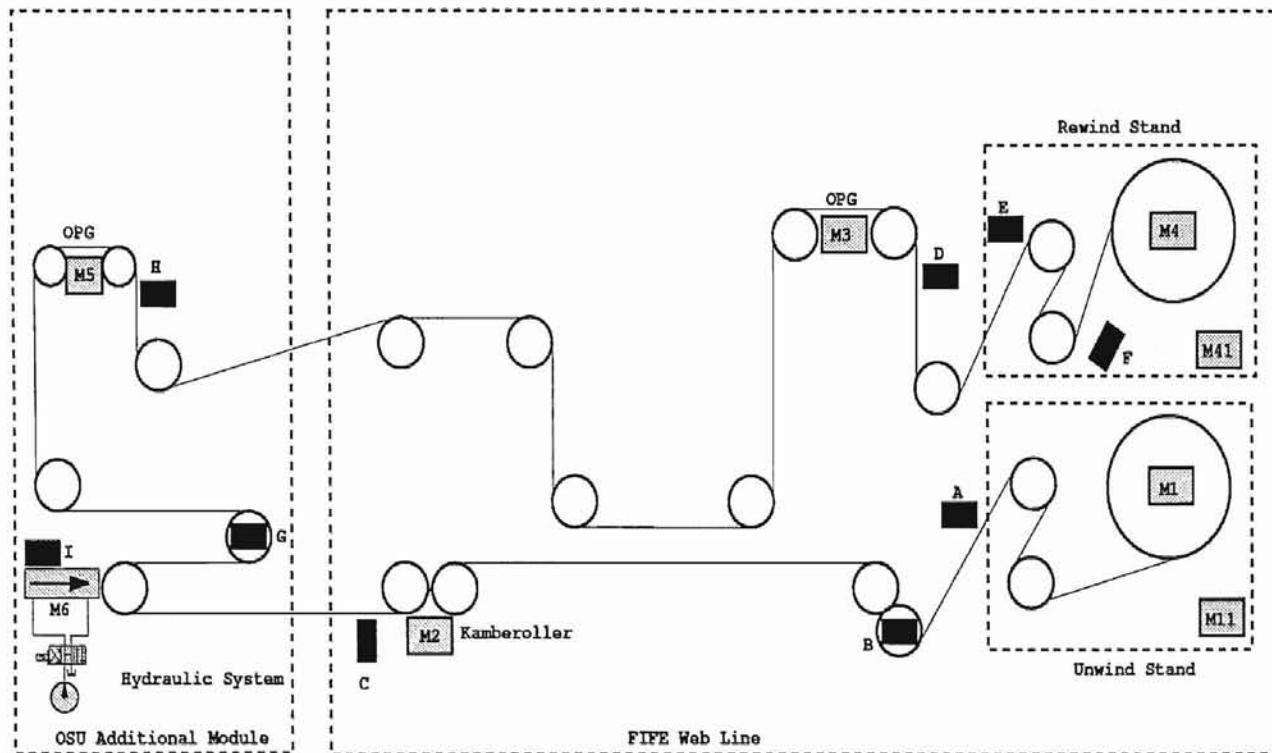 Rewind Stand
OPG
E
M3
M4
OPG
H
D
M5
F
M41
A
M1
G
I
M6
M2
Kamberoller
B
M11
C
Hydraulic System
Unwind Stand
OSU Additional Module
FIFE Web Line